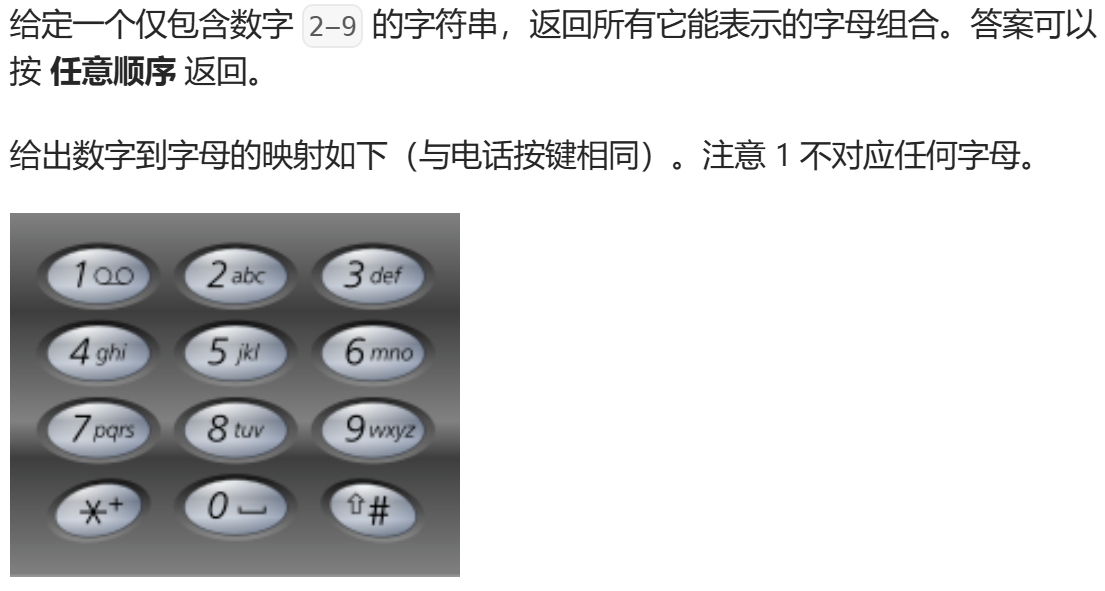 给定一个仅包含数字 2-9 的字符串，返回所有它能表示的字母组合。答案可以
按 任意顺序 返回。
给出数字到字母的映射如下（与电话按键相同）。注意 1 不对应任何字母。
1 2 abc 3 def
4 ghi 5 jkl 6 mno
7 pqrs 8 tuv 9 wxyz
* + 0 #